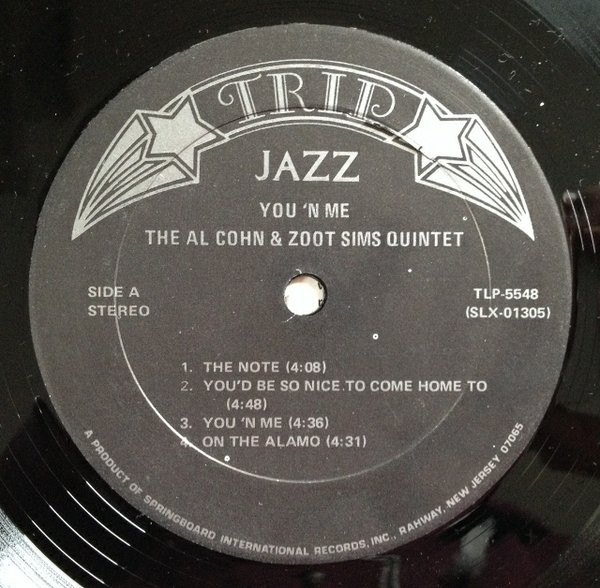 TRIP
JAZZ
YOU 'N ME
THE AL COHN & ZOOT SIMS QUINTET
SIDE A
STEREO
TLP-5548
(SLX-01305)
1. THE NOTE (4:08)
2. YOU'D BE SO NICE TO COME HOME TO
(4:48)
3. YOU 'N ME (4:36)
4. ON THE ALAMO (4:31)
A PRODUCT OF SPRINGBOARD INTERNATIONAL RECORDS, INC., RAHWAY, NEW JERSEY 07065